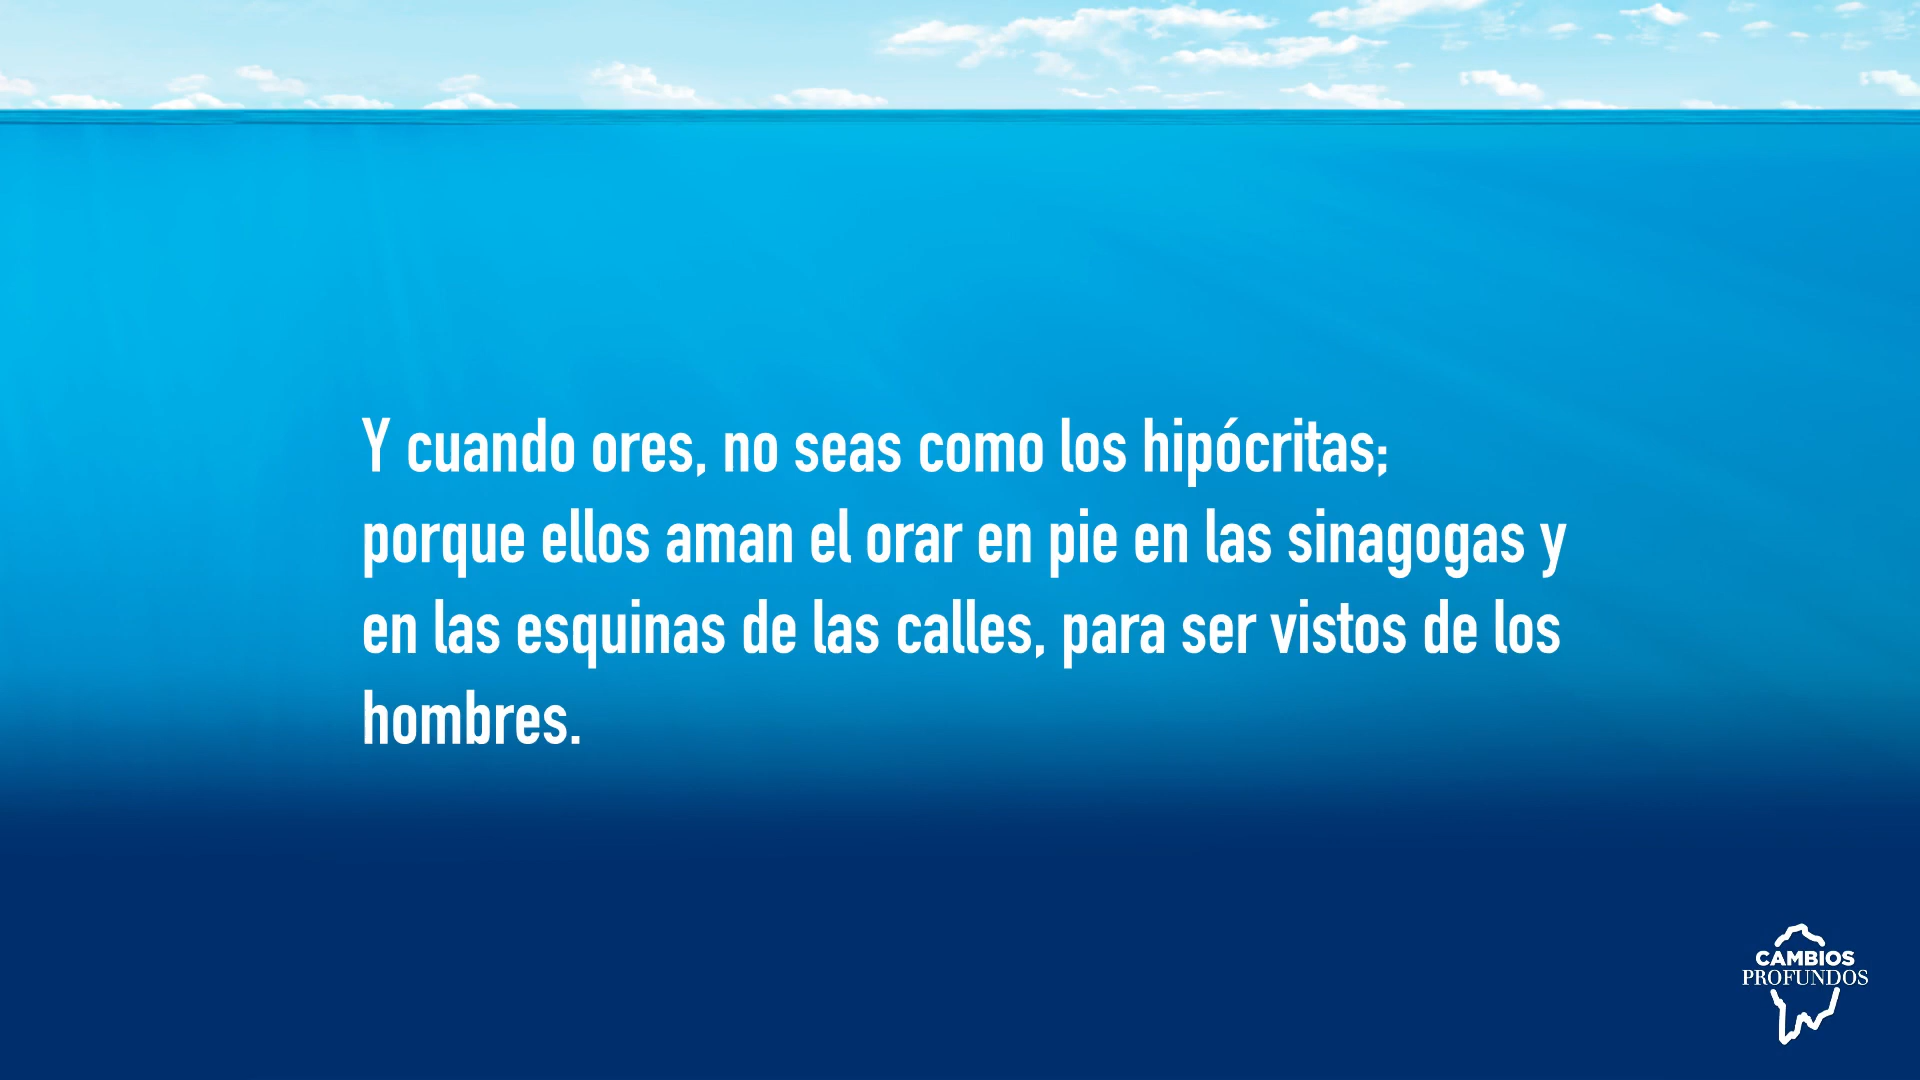 Y cuando ores, no seas como los hipócritas;
porque ellos aman el orar en pie en las sinagogas y
en las esquinas de las calles, para ser vistos de los
hombres.
CAMBIOS
PROFUNDOS